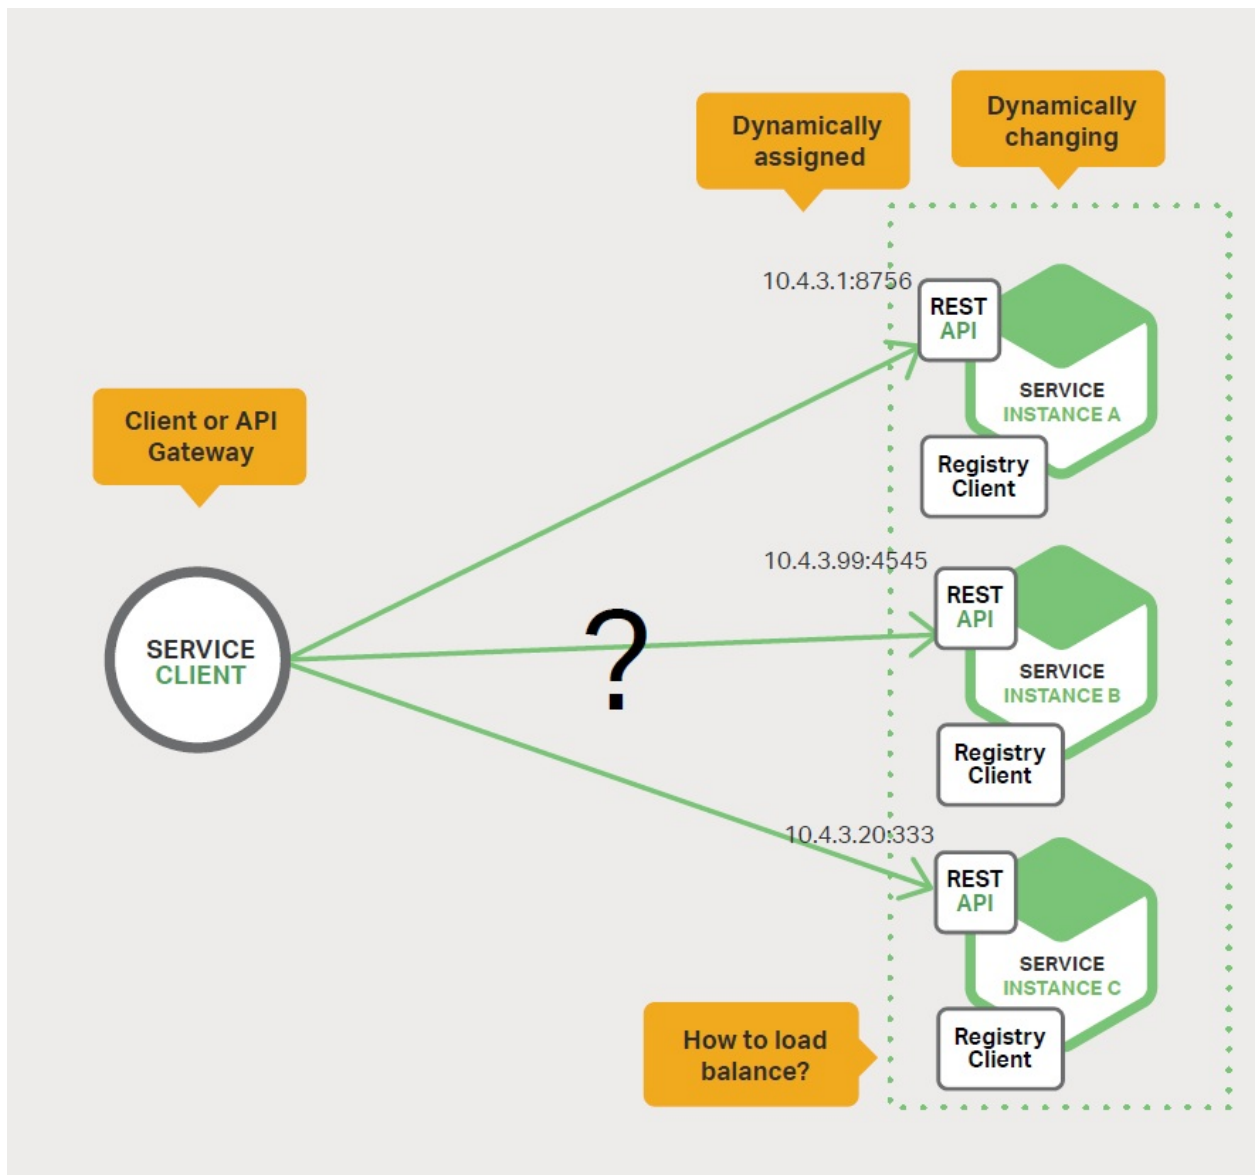 Dynamically
assigned
Dynamically
changing
10.4.3.1:8756
REST
API
SERVICE
INSTANCE A
Registry
Client
Client or API
Gateway
10.4.3.99:4545
REST
API
SERVICE
INSTANCE B
Registry
Client
SERVICE
CLIENT
?
10.4.3.20:333
REST
API
SERVICE
INSTANCE C
Registry
Client
How to load
balance?